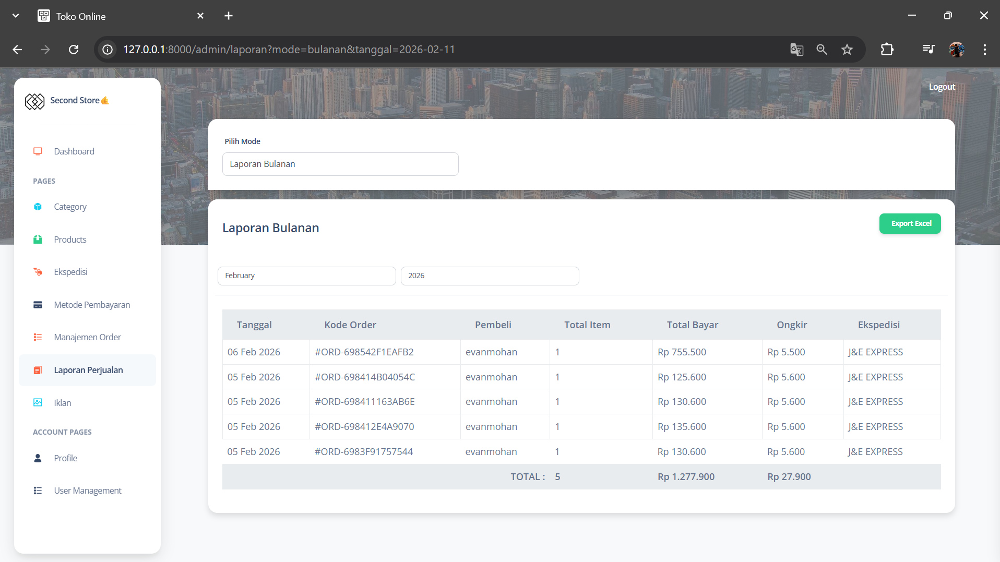 Toko Online
127.0.0.1:8000/admin/laporan?mode=bulanan&tanggal=2026-02-11
Logout
Second Store👍
Dashboard
PAGES
Category
Products
Ekspedisi
Metode Pembayaran
Manajemen Order
Laporan Perjualan
Iklan
ACCOUNT PAGES
Profile
User Management
Pilih Mode
Laporan Bulanan
Laporan Bulanan
Export Excel
February 2026
Tanggal Kode Order Pembeli Total Item Total Bayar Ongkir Ekspedisi
06 Feb 2026 #ORD-698542F1EAFB2 evanmohan 1 Rp 755.500 Rp 5.500 J&E EXPRESS
05 Feb 2026 #ORD-698414B04054C evanmohan 1 Rp 125.600 Rp 5.600 J&E EXPRESS
05 Feb 2026 #ORD-698411163AB6E evanmohan 1 Rp 130.600 Rp 5.600 J&E EXPRESS
05 Feb 2026 #ORD-698412E4A9070 evanmohan 1 Rp 135.600 Rp 5.600 J&E EXPRESS
05 Feb 2026 #ORD-6983F91757544 evanmohan 1 Rp 130.600 Rp 5.600 J&E EXPRESS
TOTAL : 5 Rp 1.277.900 Rp 27.900